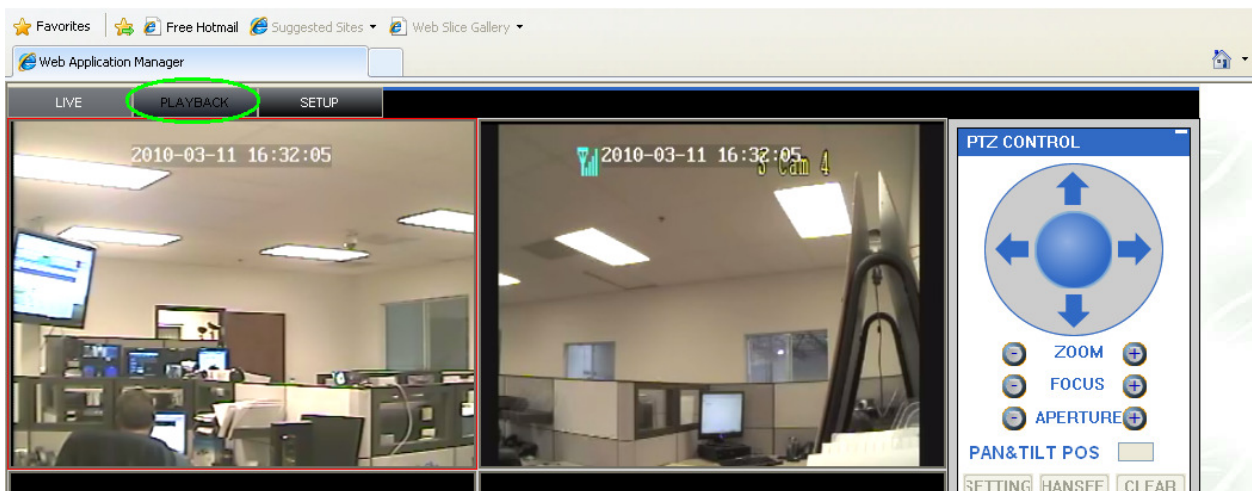 Favorites Free Hotmail Suggested Sites Web Slice Gallery
Web Application Manager
LIVE PLAYBACK SETUP
2010-03-11 16:32:05
2010-03-11 16:32:05
Cam 4
PTZ CONTROL
ZOOM
FOCUS
APERTURE
PAN&TILT POS
SETTING HANSEE CLEAR